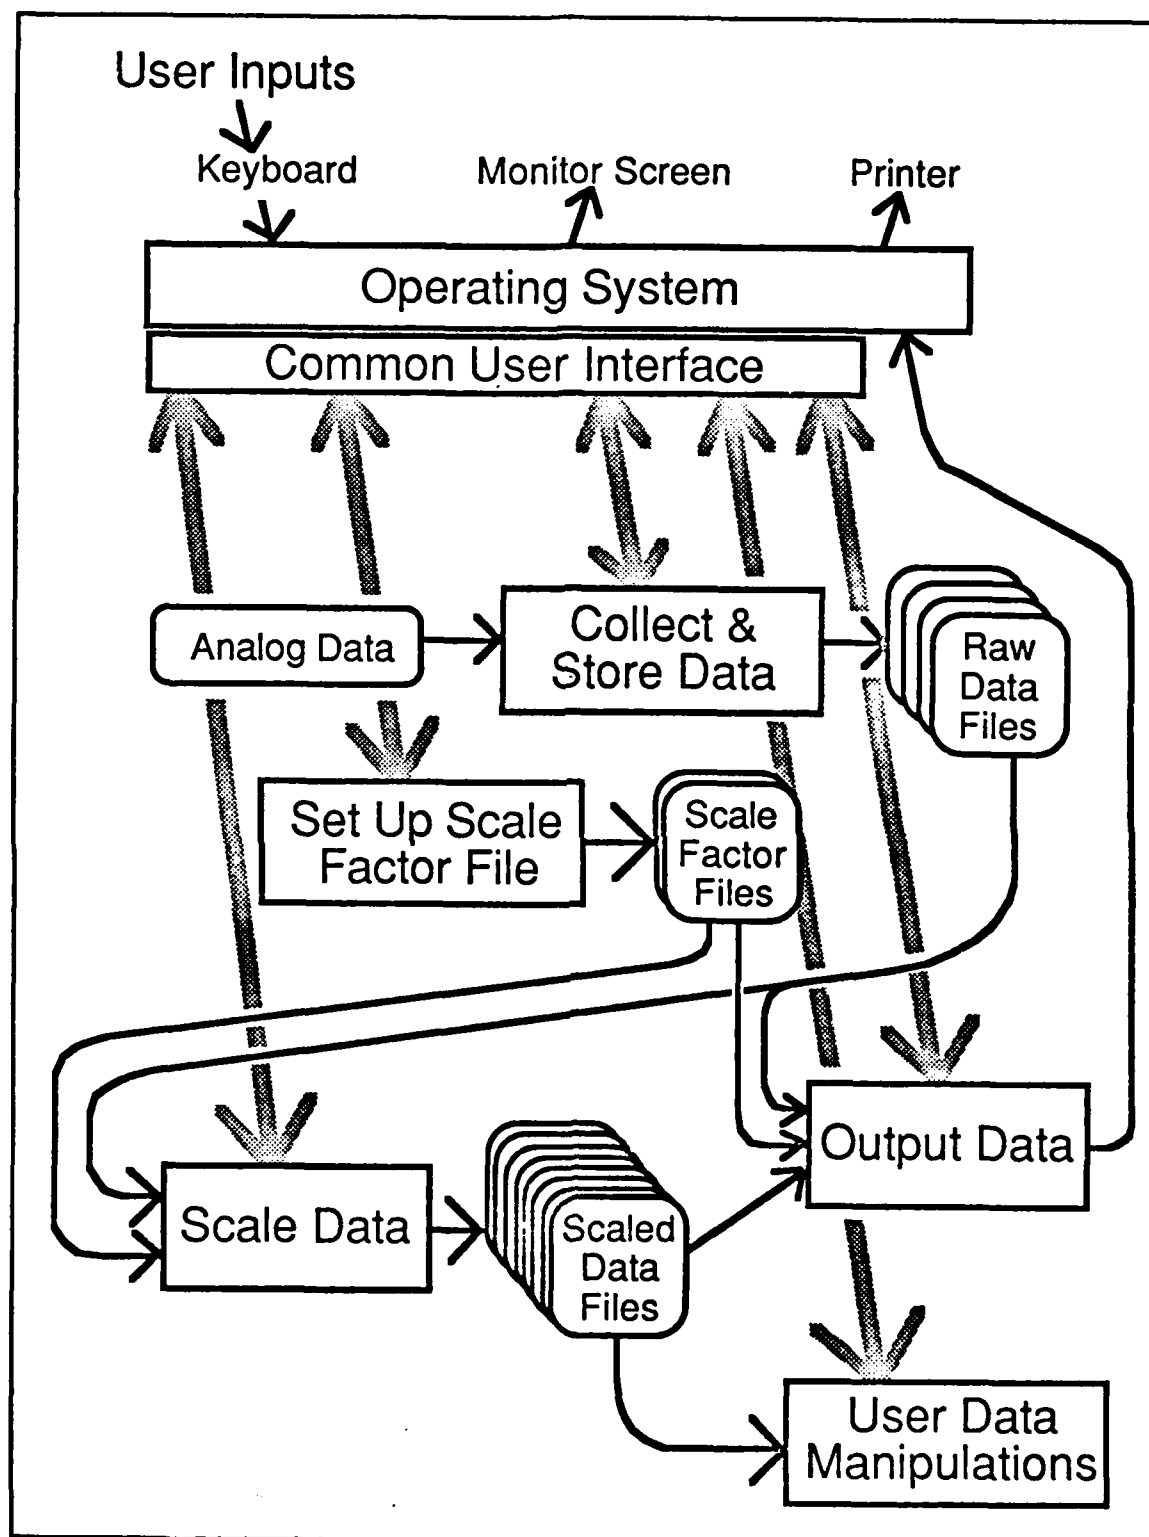 User Inputs
Keyboard
Monitor Screen
Printer
Operating System
Common User Interface
Analog Data
Collect &
Store Data
Raw
Data
Files
Set Up Scale
Factor File
Scale
Factor
Files
Output Data
Scale Data
Scaled
Data
Files
User Data
Manipulations